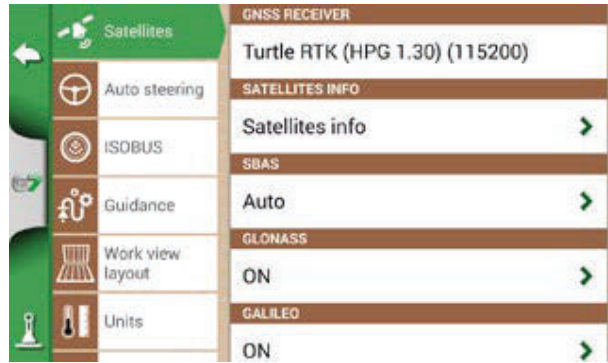 Satellites
Auto steering
ISOBUS
Guidance
Work view
layout
Units
GNSS RECEIVER
Turtle RTK (HPG 1.30) (115200)
SATELLITES INFO
Satellites info
SBAS
Auto
GLONASS
ON
GALILEO
ON